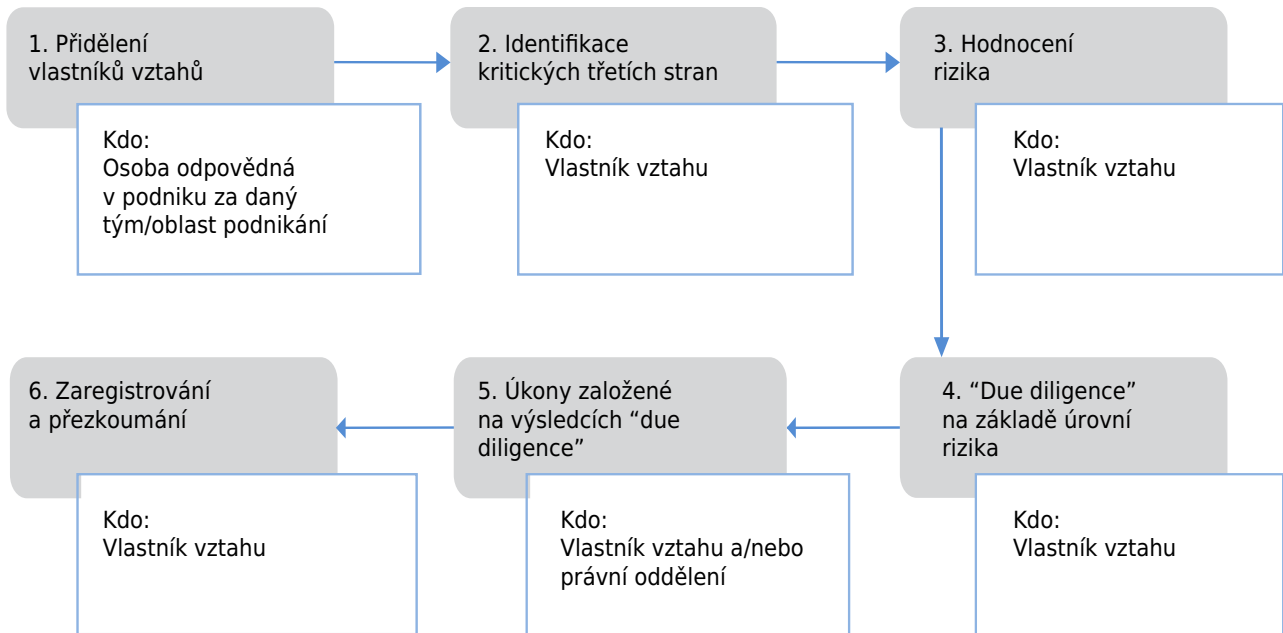 1. Přidělení
vlastníků vztahů
Kdo:
Osoba odpovědná
v podniku za daný
tým/oblast podnikání
2. Identifikace
kritických třetích stran
Kdo:
Vlastník vztahu
3. Hodnocení
rizika
Kdo:
Vlastník vztahu
4. “Due diligence”
na základě úrovní
rizika
Kdo:
Vlastník vztahu
5. Úkony založené
na výsledcích “due
diligence”
Kdo:
Vlastník vztahu a/nebo
právní oddělení
6. Zaregistrování
a přezkoumání
Kdo:
Vlastník vztahu